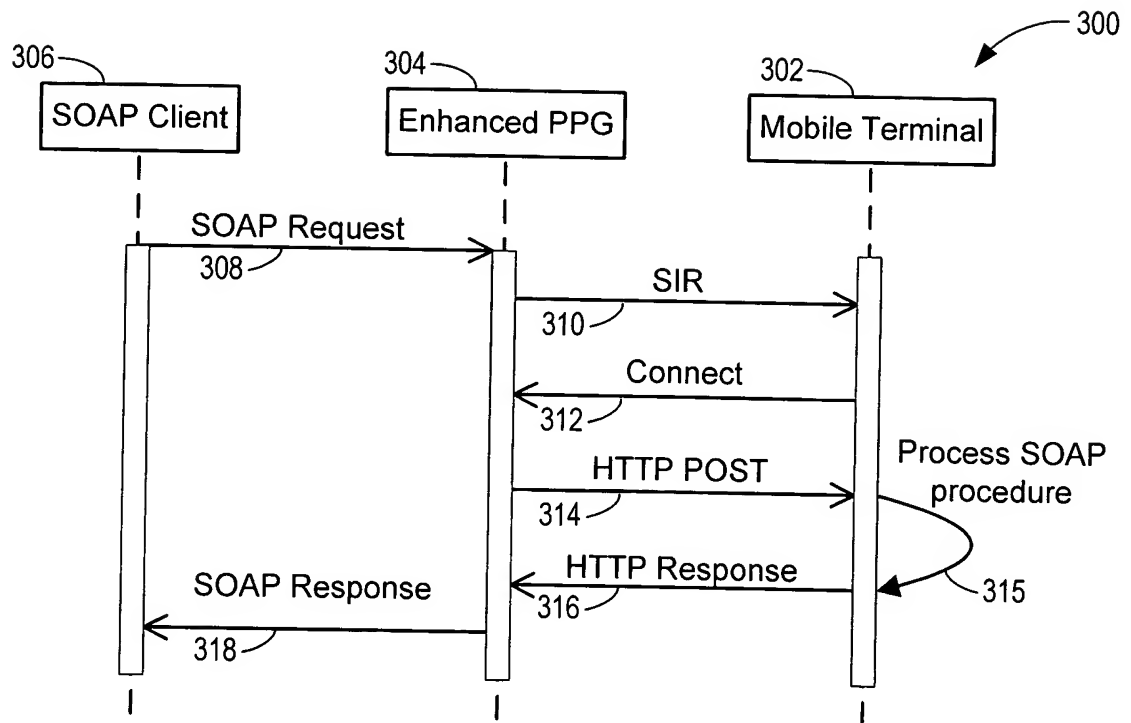 300
306
304
302
SOAP Client
Enhanced PPG
Mobile Terminal
SOAP Request
308
SIR
310
Connect
312
HTTP POST
314
Process SOAP
procedure
315
HTTP Response
316
SOAP Response
318